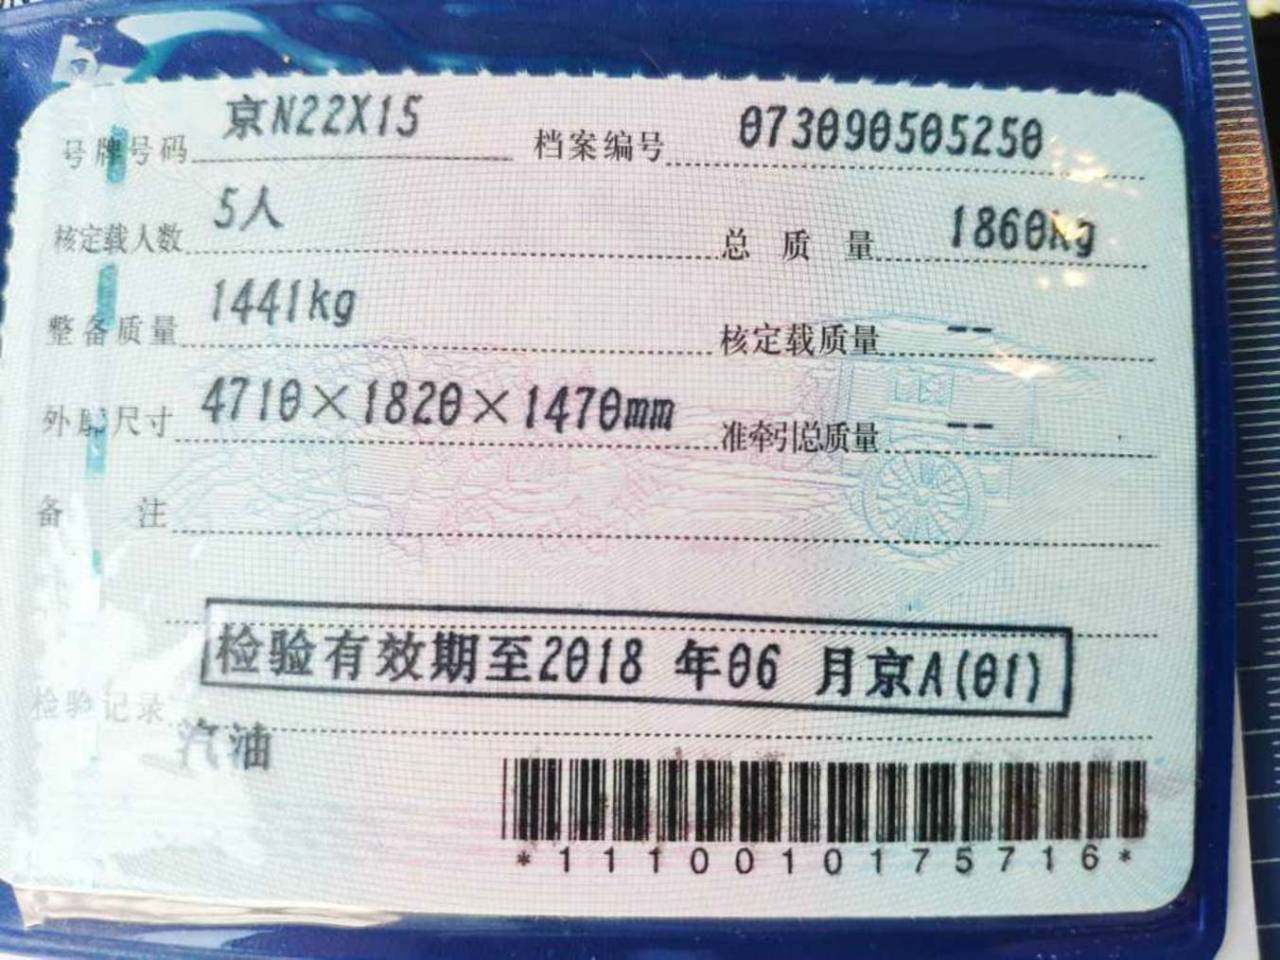 号牌号码 京N22X15 档案编号 073090505250
核定载人数 5人 总质量 1860kg
整备质量 1441kg 核定载质量 --
外廓尺寸 4710×1820×1470mm 准牵引总质量 --
备注
检验有效期至2018 年06 月京A(01)
检验记录
汽油
*1110010175716*